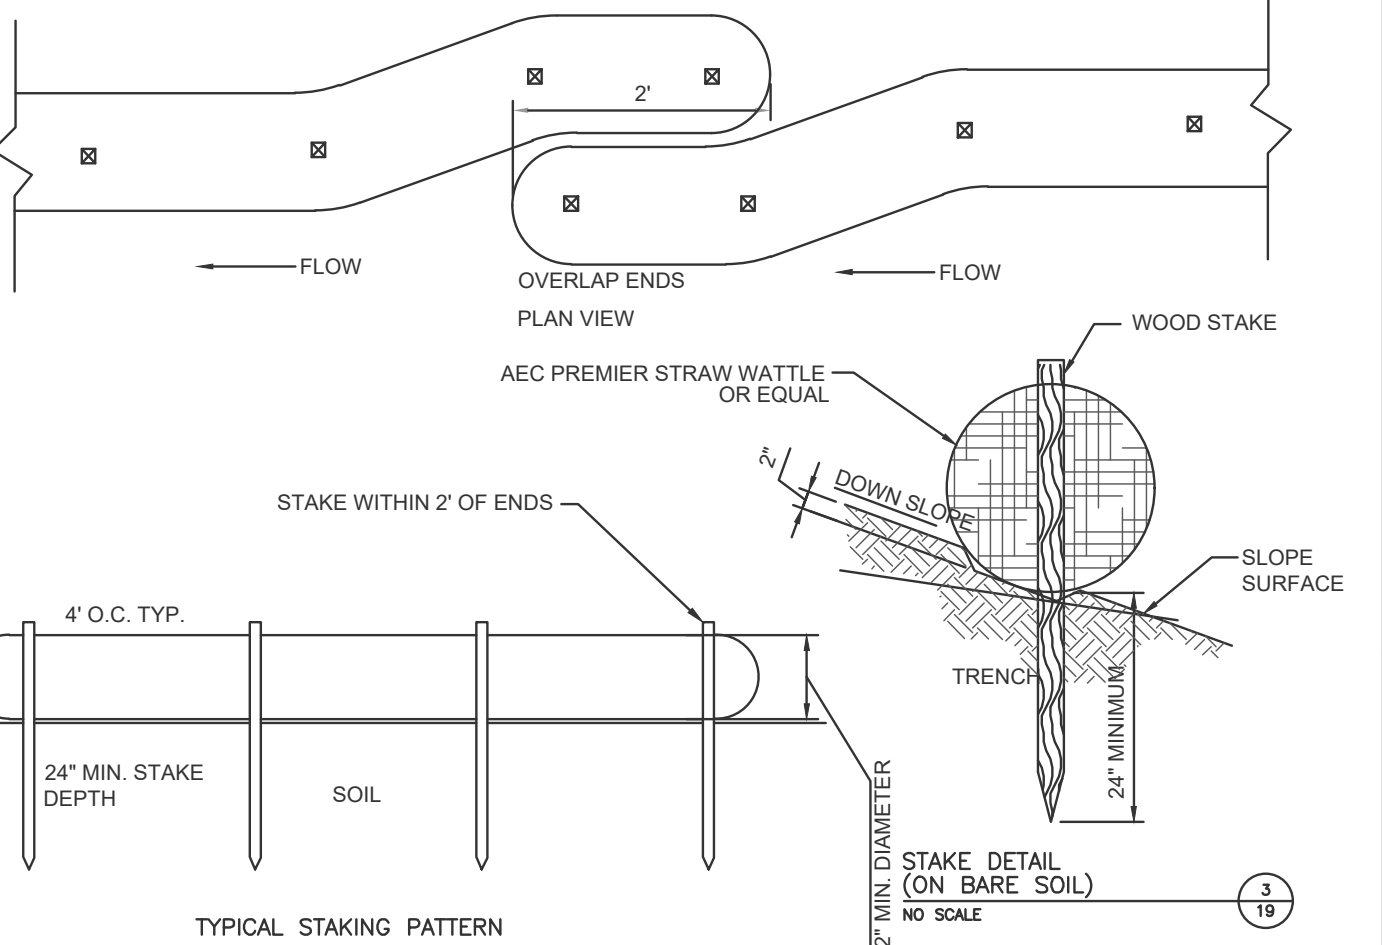 2'
FLOW
OVERLAP ENDS
PLAN VIEW
FLOW
WOOD STAKE
AEC PREMIER STRAW WATTLE
OR EQUAL
2"
DOWN SLOPE
STAKE WITHIN 2' OF ENDS
SLOPE
SURFACE
4' O.C. TYP.
TRENCH
24" MINIMUM
24" MIN. STAKE
DEPTH
SOIL
2" MIN. DIAMETER
STAKE DETAIL
(ON BARE SOIL)
NO SCALE
3
19
TYPICAL STAKING PATTERN